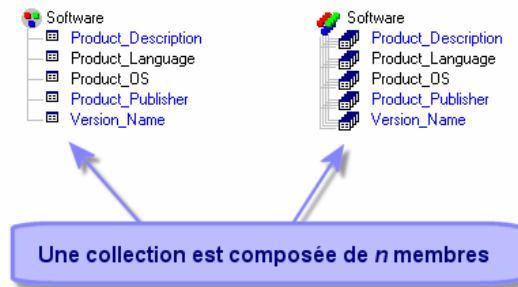 Software
Product_Description
Product_Language
Product_OS
Product_Publisher
Version_Name
Software
Product_Description
Product_Language
Product_OS
Product_Publisher
Version_Name
Une collection est composée de n membres